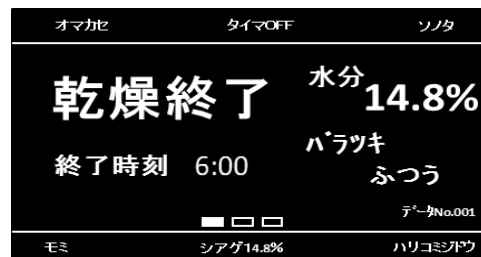 オマカセ タイマOFF ソノタ
乾燥終了 水分 14.8%
終了時刻 6:00 バラツキ ふつう
データNo.001
モミ シアゲ14.8% ハリコミジドウ